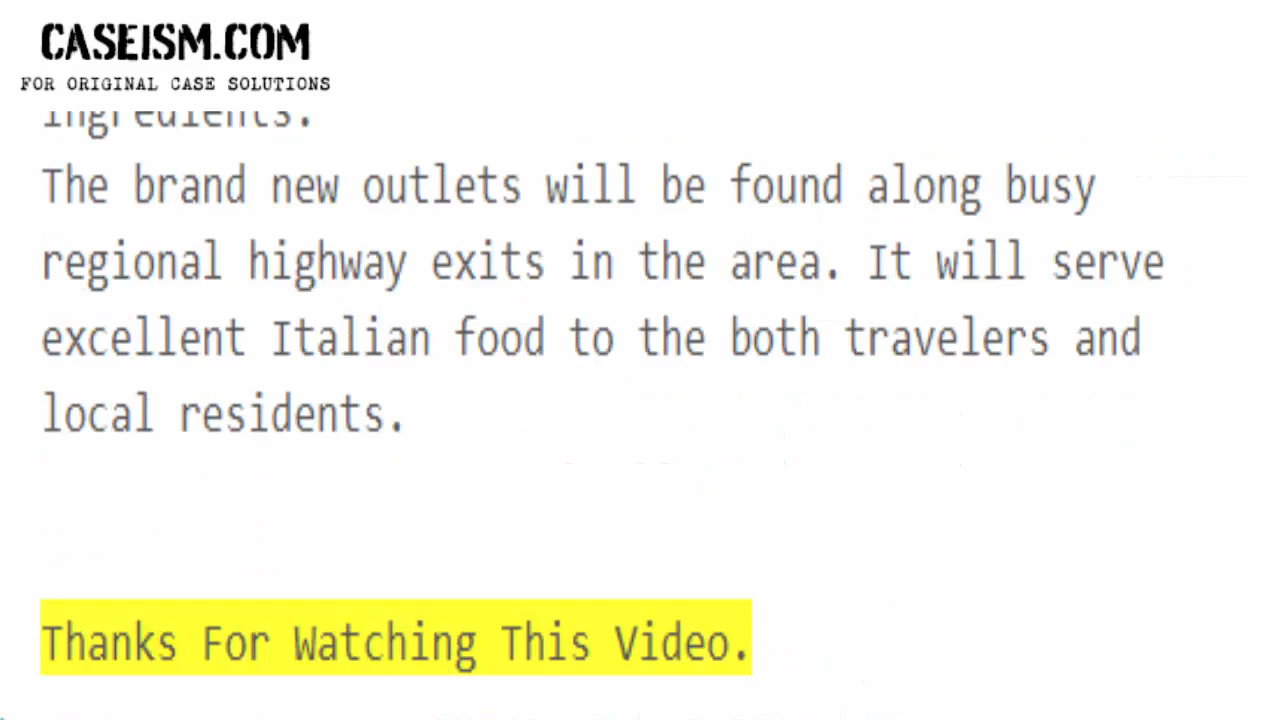 CASEISM.COM
FOR ORIGINAL CASE SOLUTIONS
ingredients.
The brand new outlets will be found along busy
regional highway exits in the area. It will serve
excellent Italian food to the both travelers and
local residents.
Thanks For Watching This Video.